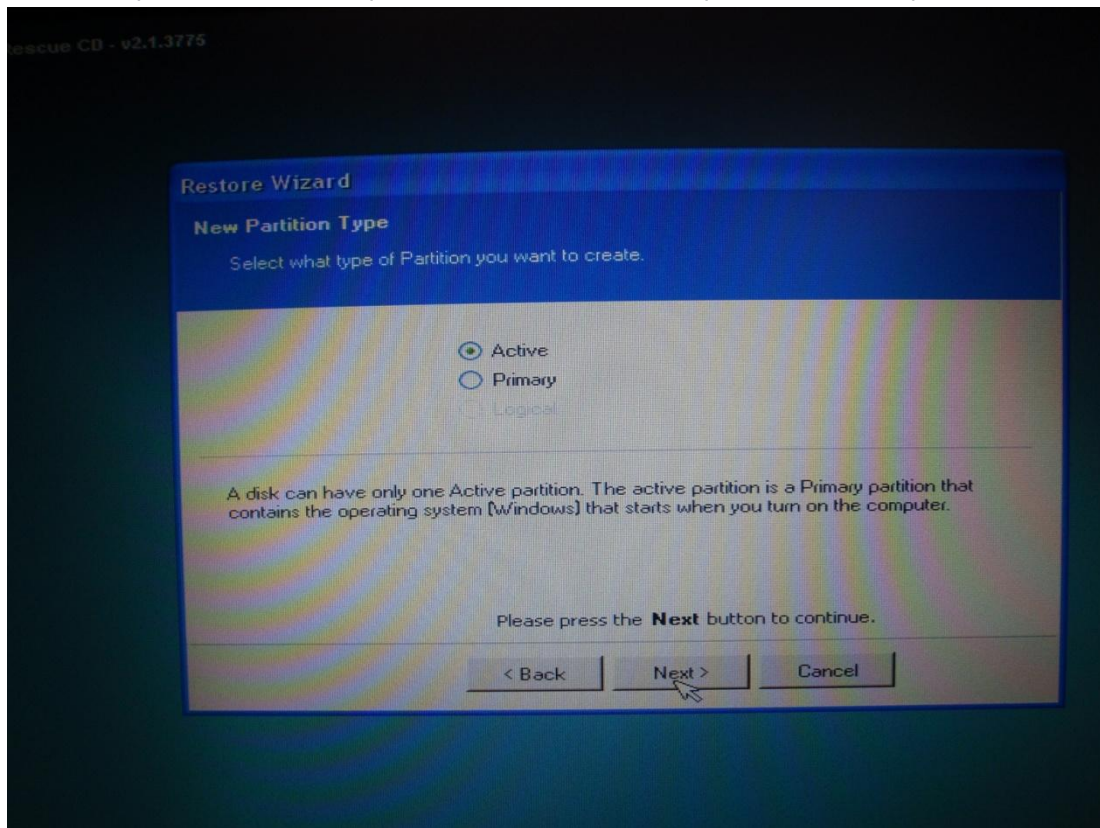 Rescue CD - v2.1.3775
Restore Wizard
New Partition Type
Select what type of Partition you want to create.
Active
Primary
Logical
A disk can have only one Active partition. The active partition is a Primary partition that
contains the operating system (Windows) that starts when you turn on the computer.
Please press the Next button to continue.
< Back Next > Cancel